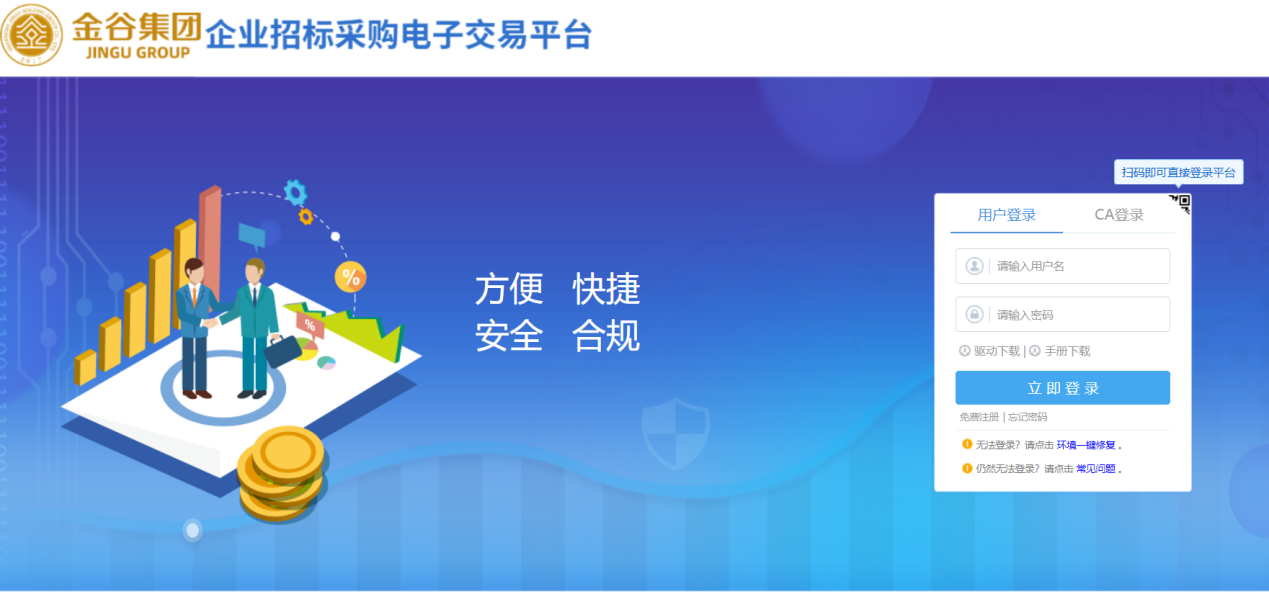 金谷集团
JINGU GROUP
企业招标采购电子交易平台
扫码即可直接登录平台
用户登录 CA登录
请输入用户名
请输入密码
驱动下载 | 手册下载
立即登录
免费注册 | 忘记密码
无法登录？请点击 环境一键修复 。
仍然无法登录？请点击 常见问题 。
方便 快捷
安全 合规
%
%